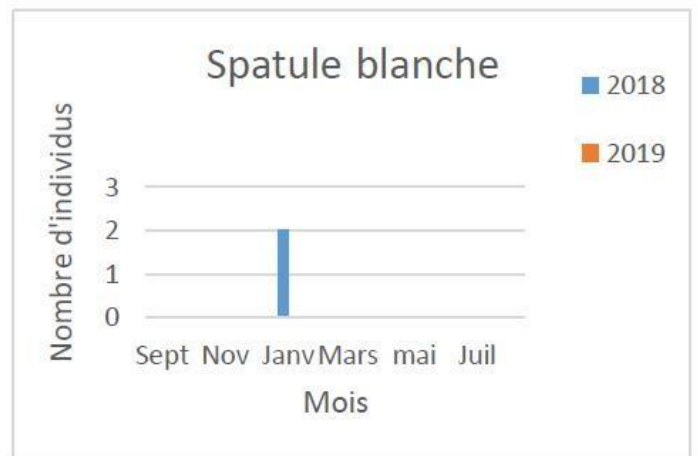 Spatule blanche
2018
2019
Nombre d'individus
3
2
1
0
Sept Nov Janv Mars mai Juil
Mois